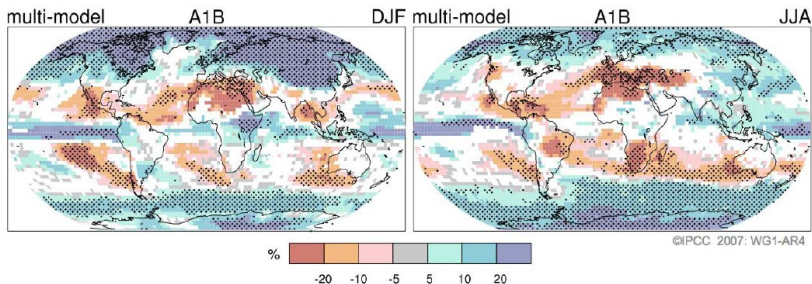 multi-model A1B DJF
multi-model A1B JJA
©IPCC 2007: WG1-AR4
%
-20 -10 -5 5 10 20